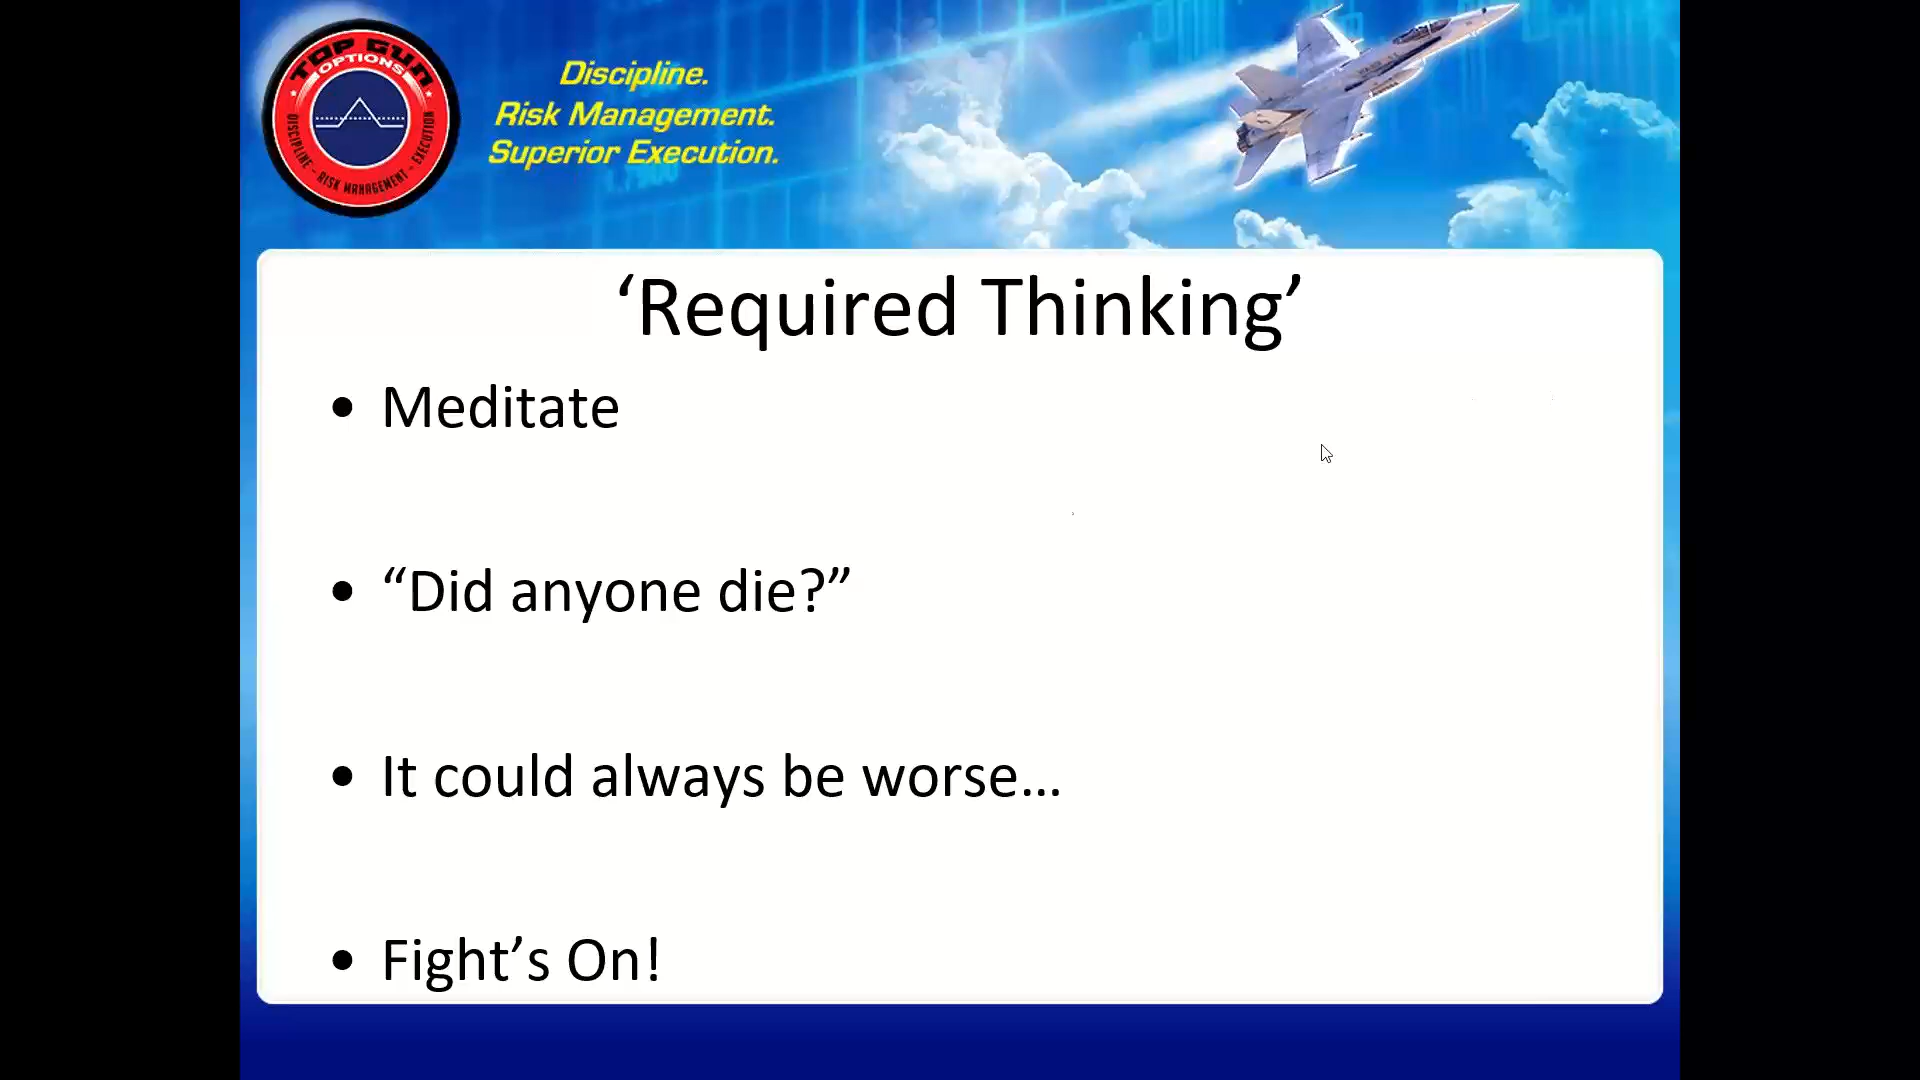 TOP GUN
OPTIONS
DISCIPLINE - RISK MANAGEMENT - EXECUTION
Discipline.
Risk Management.
Superior Execution.
‘Required Thinking’
• Meditate
• “Did anyone die?”
• It could always be worse…
• Fight’s On!